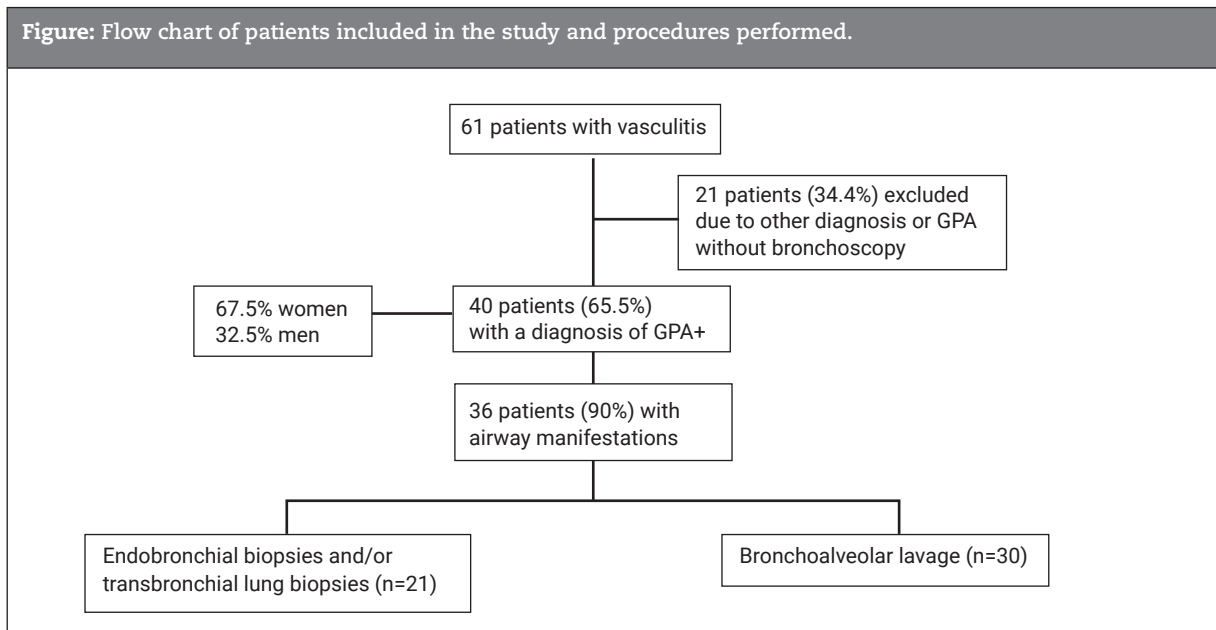 Figure: Flow chart of patients included in the study and procedures performed.
61 patients with vasculitis
21 patients (34.4%) excluded
due to other diagnosis or GPA
without bronchoscopy
67.5% women
32.5% men
40 patients (65.5%)
with a diagnosis of GPA+
36 patients (90%) with
airway manifestations
Endobronchial biopsies and/or
transbronchial lung biopsies (n=21)
Bronchoalveolar lavage (n=30)